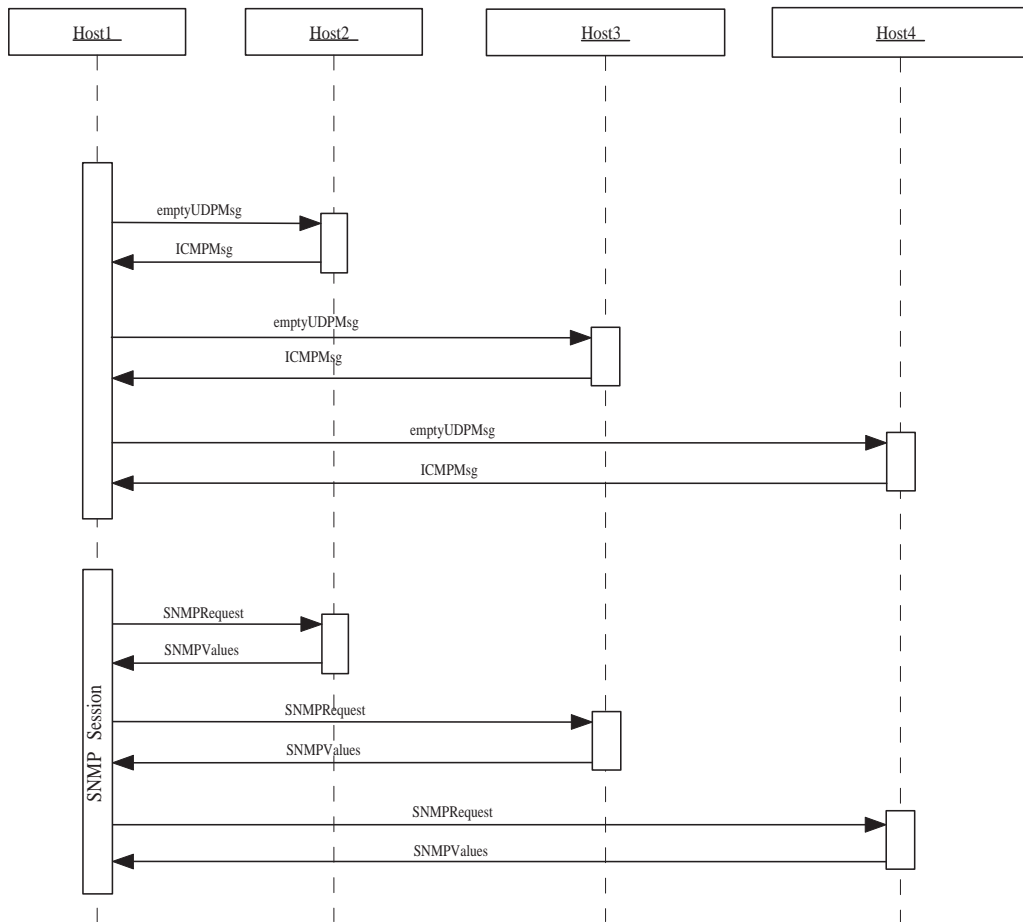 Host1
Host2
Host3
Host4
emptyUDPMsg
ICMPMsg
emptyUDPMsg
ICMPMsg
emptyUDPMsg
ICMPMsg
SNMP Session
SNMPRequest
SNMPValues
SNMPRequest
SNMPValues
SNMPRequest
SNMPValues